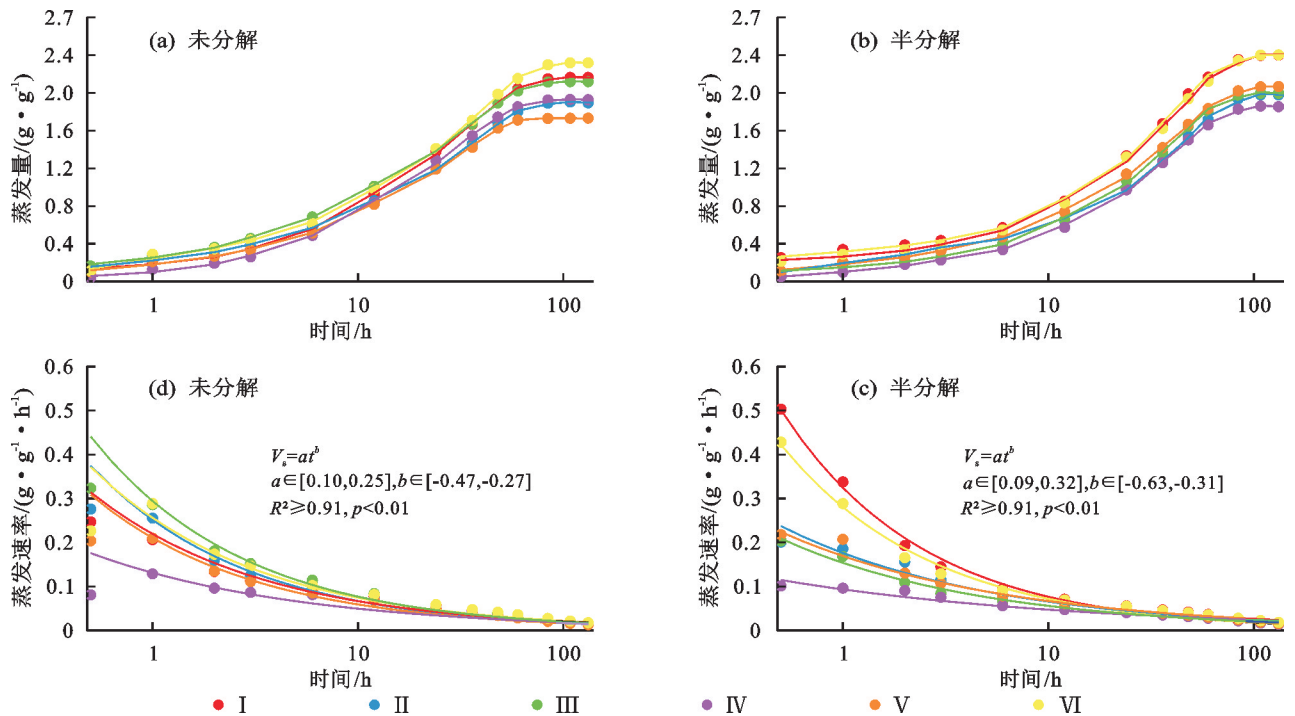 (a) 未分解
蒸发量/(g·g⁻¹)
2.7
2.4
2.0
1.6
1.2
0.8
0.4
0
1
10
100
时间/h
(b) 半分解
蒸发量/(g·g⁻¹)
2.7
2.4
2.0
1.6
1.2
0.8
0.4
0
1
10
100
时间/h
(d) 未分解
蒸发速率/(g·g⁻¹·h⁻¹)
0.6
0.5
0.4
0.3
0.2
0.1
0
Vₛ=atᵇ
a∈[0.10,0.25],b∈[-0.47,-0.27]
R²≥0.91,p<0.01
1
10
100
时间/h
(c) 半分解
蒸发速率/(g·g⁻¹·h⁻¹)
0.6
0.5
0.4
0.3
0.2
0.1
0
Vₛ=atᵇ
a∈[0.09,0.32],b∈[-0.63,-0.31]
R²≥0.91,p<0.01
1
10
100
时间/h
I II III IV V VI